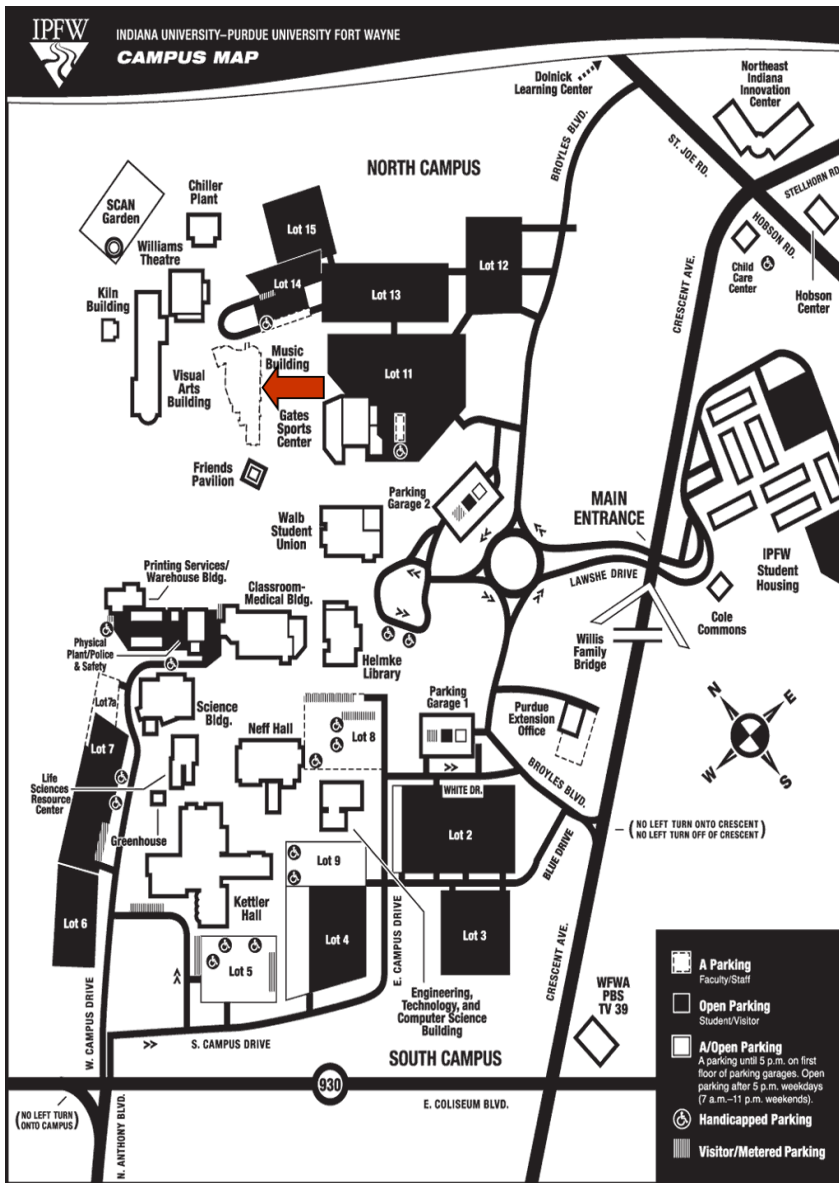 IPFW
INDIANA UNIVERSITY–PURDUE UNIVERSITY FORT WAYNE
CAMPUS MAP
Dolnick
Learning Center
Northeast
Indiana
Innovation
Center
BROYLES BLVD.
ST. JOE RD.
STELLHORN RD.
HOBSON RD.
NORTH CAMPUS
SCAN
Garden
Chiller
Plant
Williams
Theatre
Lot 15
Lot 14
Lot 13
Lot 12
Child
Care
Center
Hobson
Center
CRESCENT AVE.
Kiln
Building
Visual
Arts
Building
Music
Building
Lot 11
Gates
Sports
Center
Friends
Pavilion
Parking
Garage 2
Walb
Student
Union
MAIN
ENTRANCE
IPFW
Student
Housing
LAWSHE DRIVE
Cole
Commons
Willis
Family
Bridge
Printing Services/
Warehouse Bldg.
Classroom-
Medical Bldg.
Physical
Plant/Police
& Safety
Helmke
Library
Science
Bldg.
Lot7a
Lot 7
Neff Hall
Lot 8
Parking
Garage 1
Purdue
Extension
Office
N
E
W
S
Life
Sciences
Resource
Center
Greenhouse
WHITE DR.
BROYLES BLVD.
Lot 2
BLUE DRIVE
(NO LEFT TURN ONTO CRESCENT
NO LEFT TURN OFF OF CRESCENT)
Lot 9
Kettler
Hall
Lot 6
Lot 5
Lot 4
E. CAMPUS DRIVE
Lot 3
CRESCENT AVE.
Engineering,
Technology, and
Computer Science
Building
WFWA
PBS
TV 39
W. CAMPUS DRIVE
S. CAMPUS DRIVE
SOUTH CAMPUS
930
E. COLISEUM BLVD.
(NO LEFT TURN
ONTO CAMPUS)
N. ANTHONY BLVD.
A Parking
Faculty/Staff
Open Parking
Student/Visitor
A/Open Parking
A parking until 5 p.m. on first
floor of parking garages. Open
parking after 5 p.m. weekdays
(7 a.m.–11 p.m. weekends).
Handicapped Parking
Visitor/Metered Parking